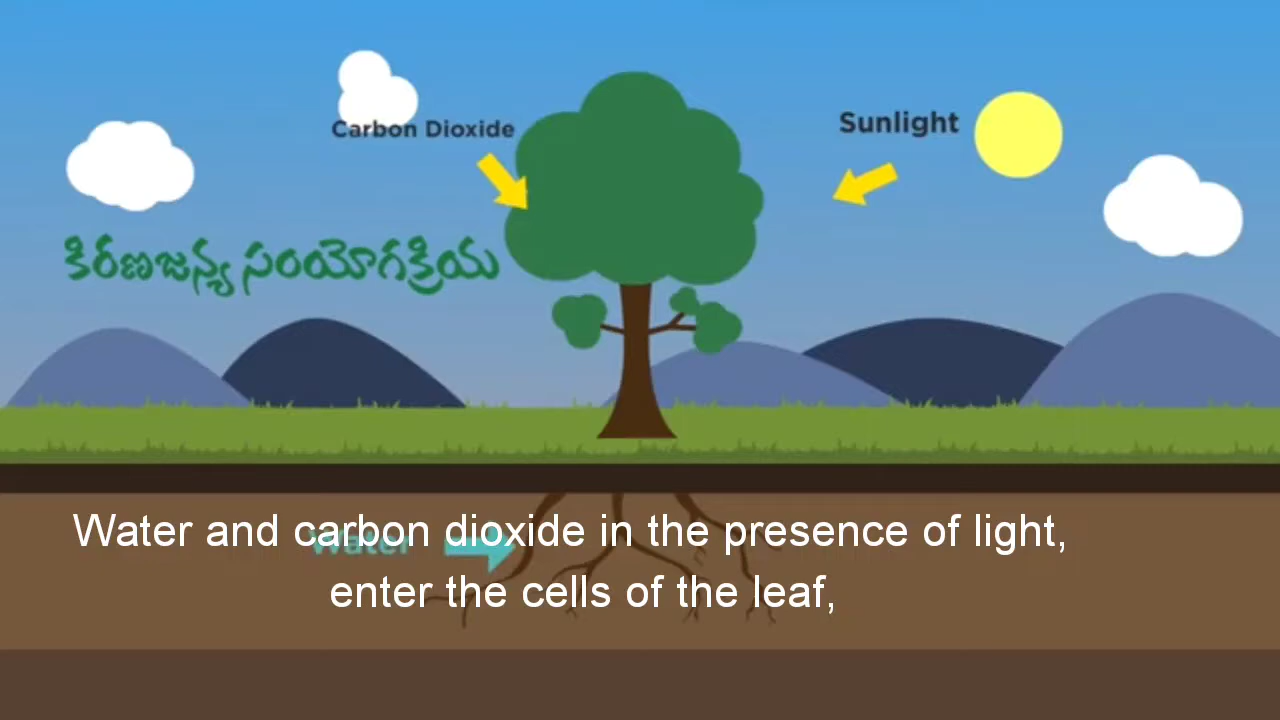 Carbon Dioxide
Sunlight
కిరణజన్య సంయోగక్రియ
Water
Water and carbon dioxide in the presence of light,
enter the cells of the leaf,